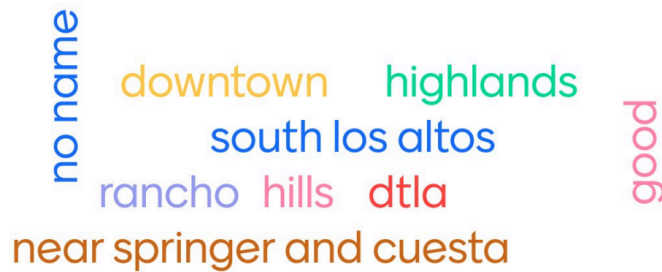 no name
downtown
highlands
south los altos
good
rancho
hills
dtla
near springer and cuesta